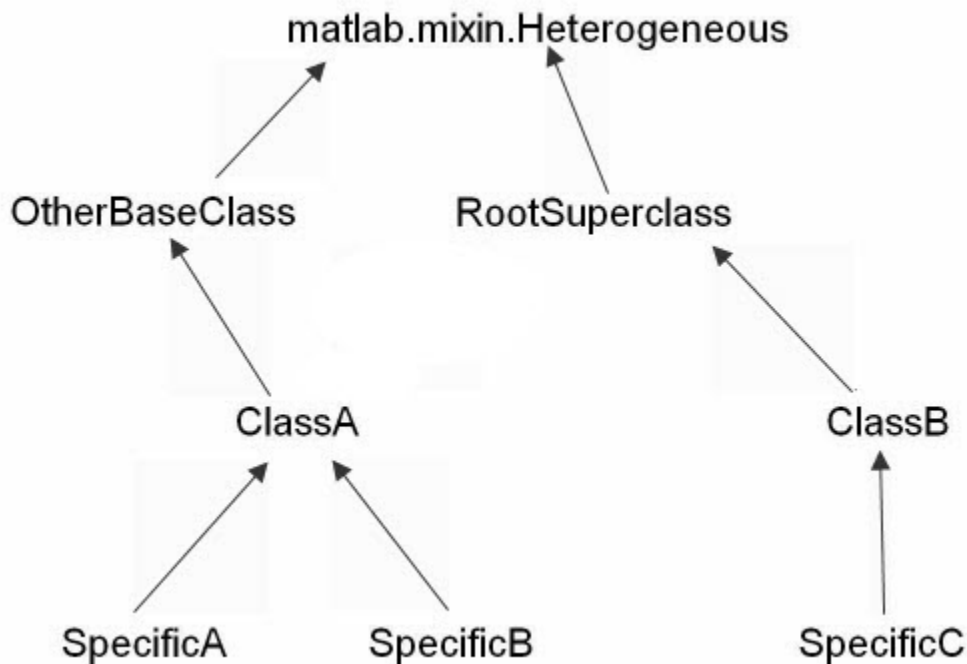 matlab.mixin.Heterogeneous
OtherBaseClass RootSuperclass
ClassA ClassB
SpecificA SpecificB SpecificC